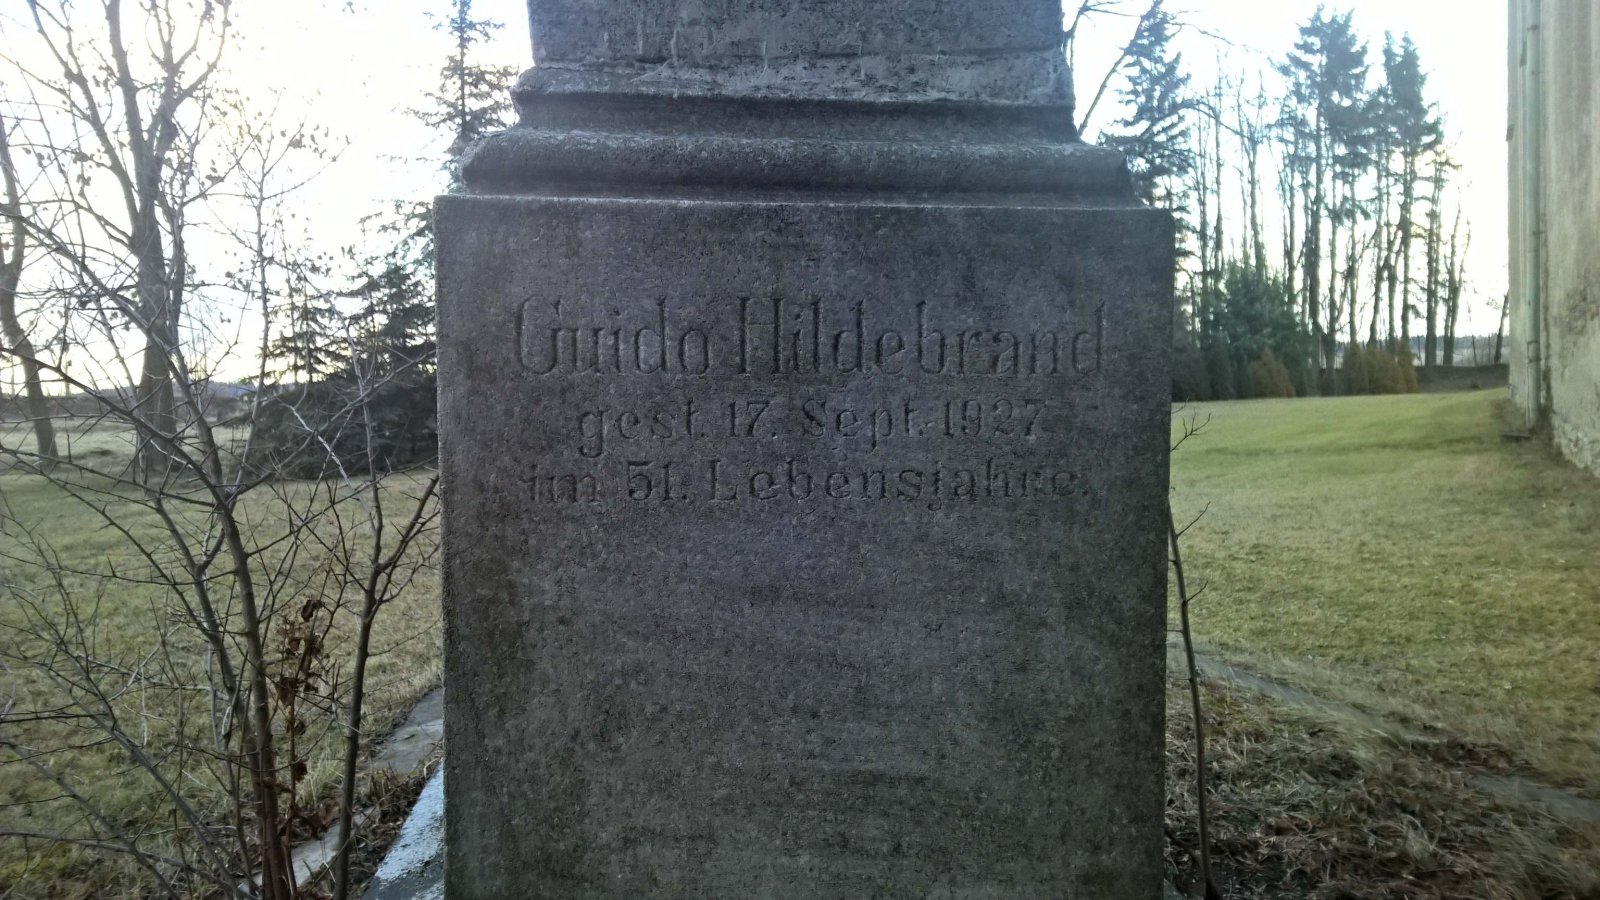 Guido Hildebrand
gest. 17. Sept. 1927
im 51. Lebensjahre.